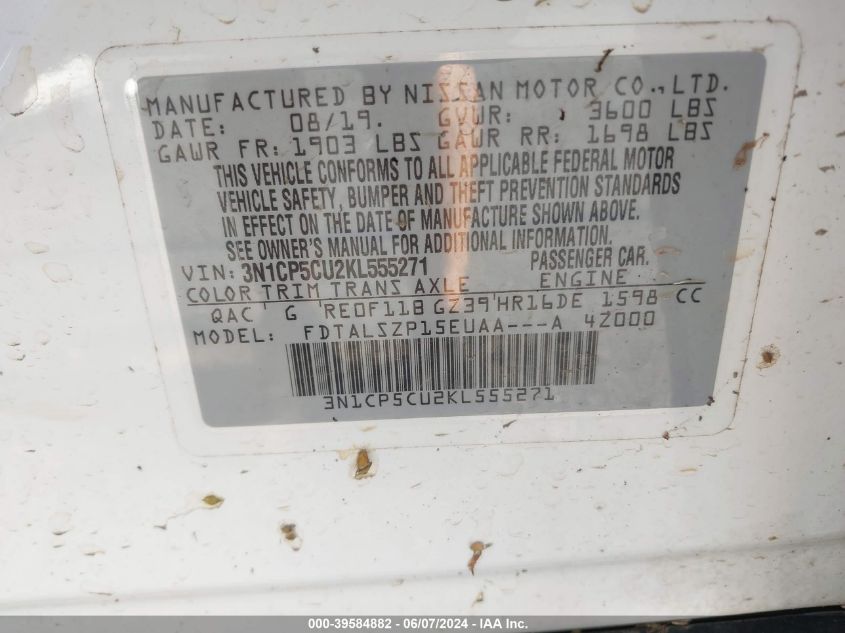 MANUFACTURED BY NISSAN MOTOR CO., LTD.
DATE: 08/19. GVWR: 3600 LBS
GAWR FR: 1903 LBS GAWR RR: 1698 LBS
THIS VEHICLE CONFORMS TO ALL APPLICABLE FEDERAL MOTOR
VEHICLE SAFETY, BUMPER AND THEFT PREVENTION STANDARDS
IN EFFECT ON THE DATE OF MANUFACTURE SHOWN ABOVE.
SEE OWNER'S MANUAL FOR ADDITIONAL INFORMATION.
VIN: 3N1CP5CU2KL555271 PASSENGER CAR.
COLOR TRIM TRANS AXLE ENGINE
QAC G RE0F11B GZ39 HR16DE 1598 CC
MODEL: FDTALSZP15EUAA---A 4Z000
3N1CP5CU2KL555271
000-39584882 - 06/07/2024 - IAA Inc.